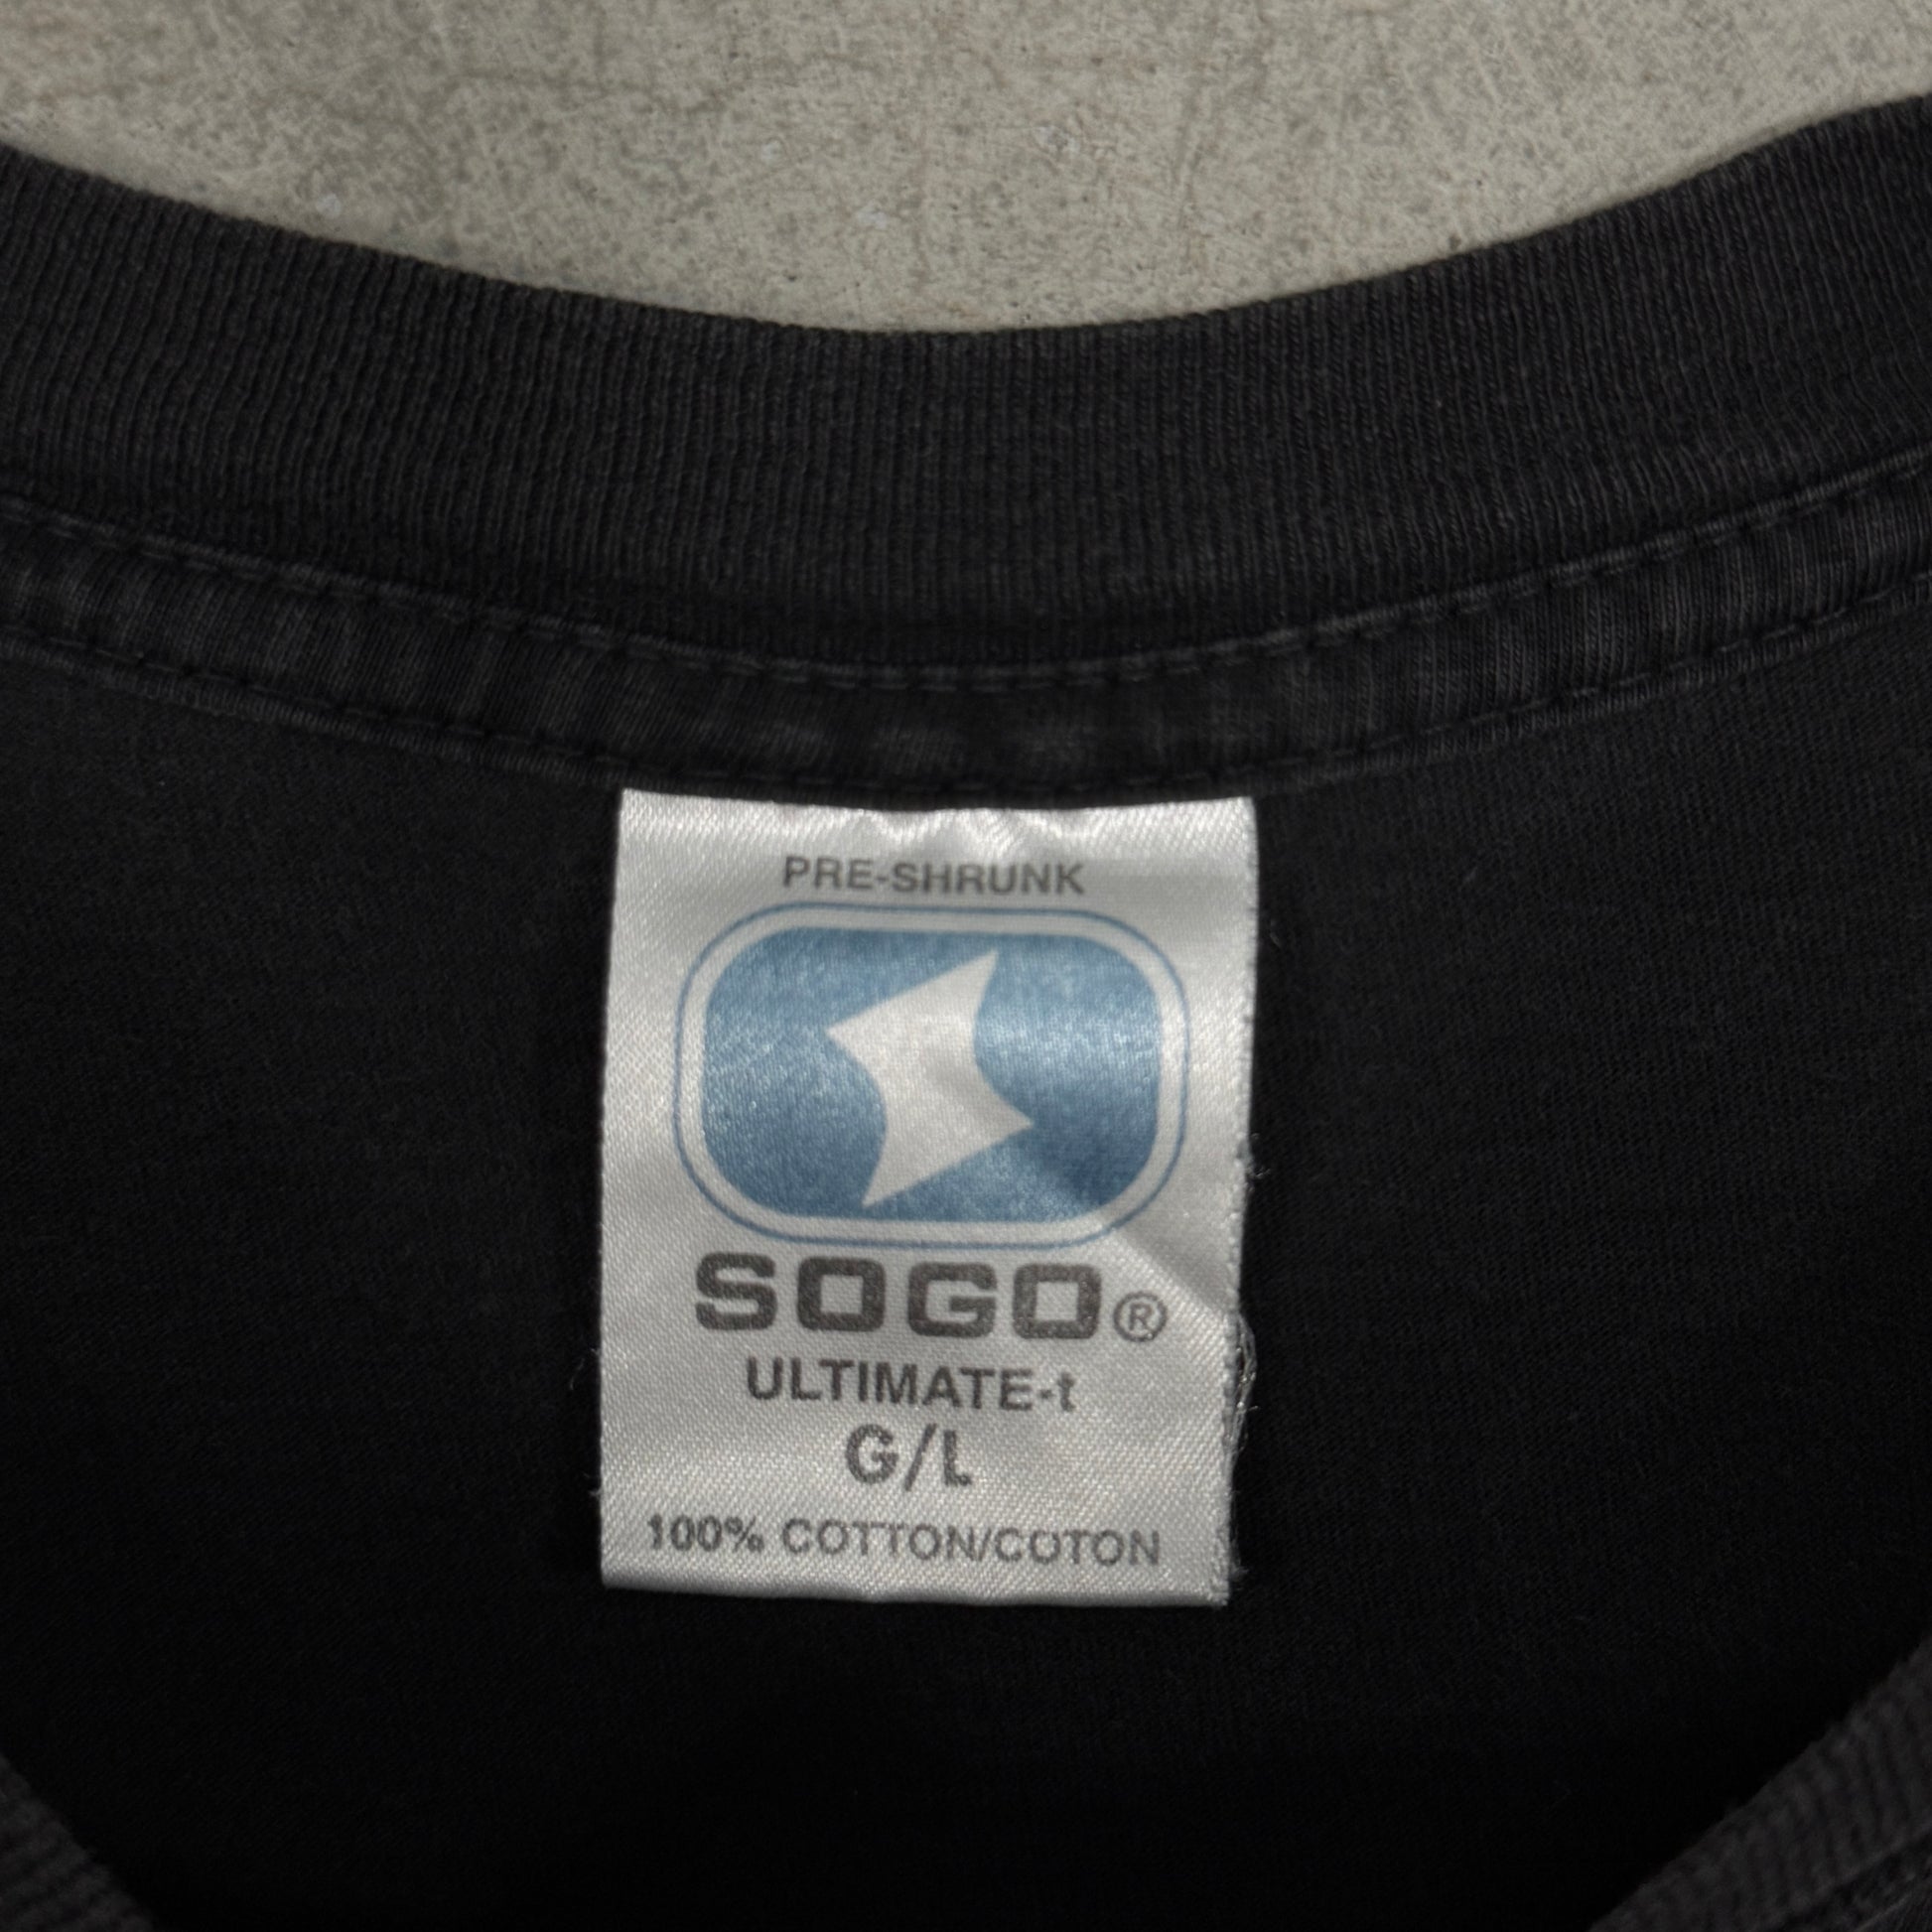 PRE-SHRUNK
SOGO®
ULTIMATE-t
G/L
100% COTTON/COTON